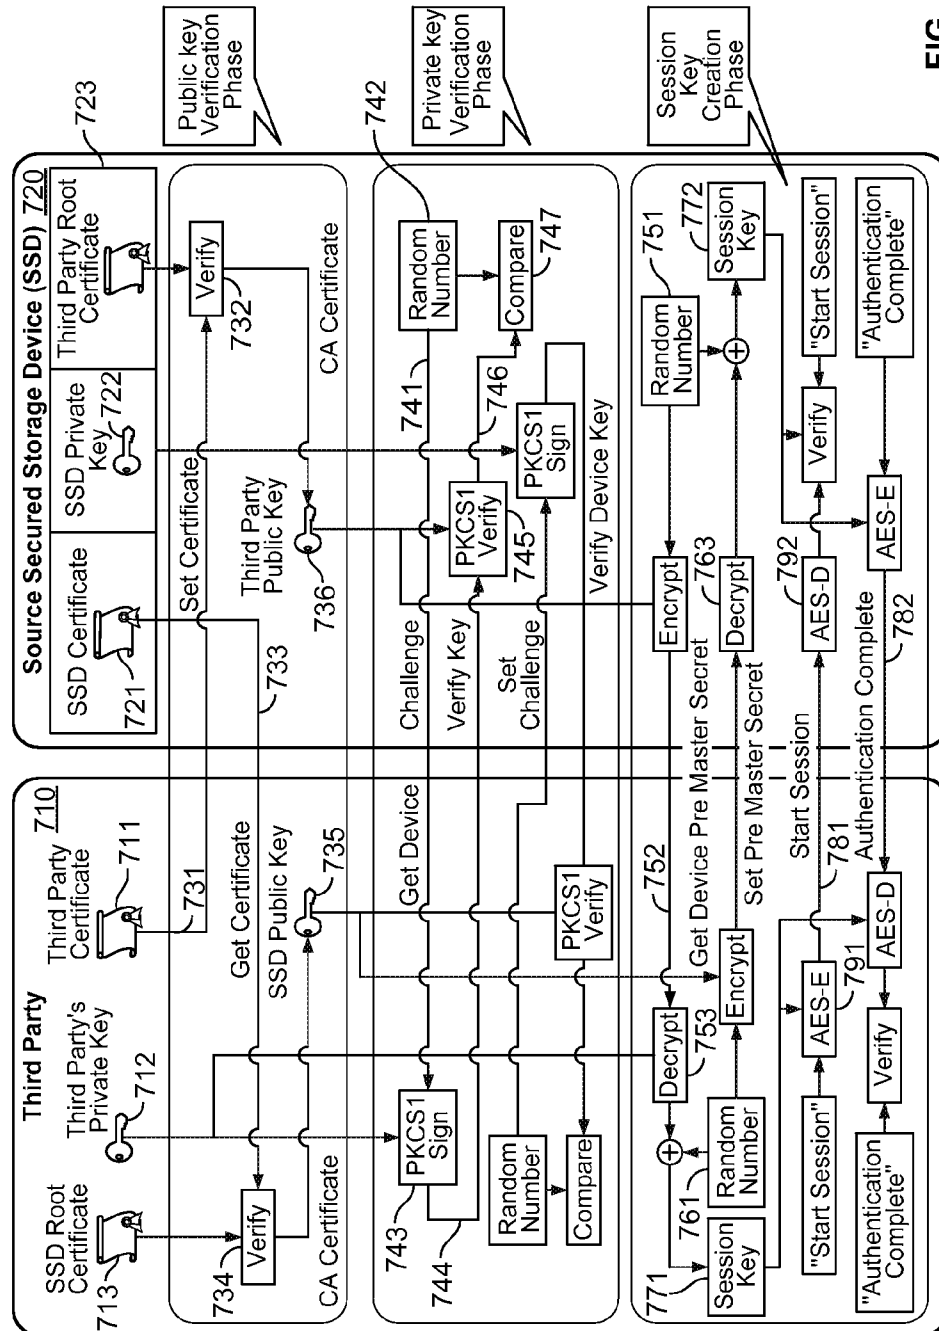 Third Party
710
SSD Root
Certificate
713
Third Party's
Private Key
712
Third Party
Certificate
711
Source Secured Storage Device (SSD) 720
SSD Certificate
721
SSD Private
Key
722
Third Party Root
Certificate
723
731
Set Certificate
Verify
732
Public key
Verification
Phase
Get Certificate
733
Verify
734
SSD Public Key
735
CA Certificate
Third Party
Public Key
736
CA Certificate
PKCS1
Sign
743
Get Device
Challenge
741
Random
Number
742
Private key
Verification
Phase
744
Verify Key
PKCS1
Verify
745
746
Compare
747
Random
Number
Set
Challenge
PKCS1
Sign
Compare
PKCS1
Verify
Verify Device Key
Decrypt
753
752
Encrypt
Random
Number
751
Session
Key
Creation
Phase
Get Device Pre Master Secret
761
Random
Number
Encrypt
Set Pre Master Secret
Decrypt
763
771
Session
Key
Session
Key
772
"Start Session"
AES-E
791
781
Start Session
AES-D
792
Verify
"Start Session"
"Authentication
Complete"
Verify
AES-D
Authentication Complete
782
AES-E
"Authentication
Complete"
FIG